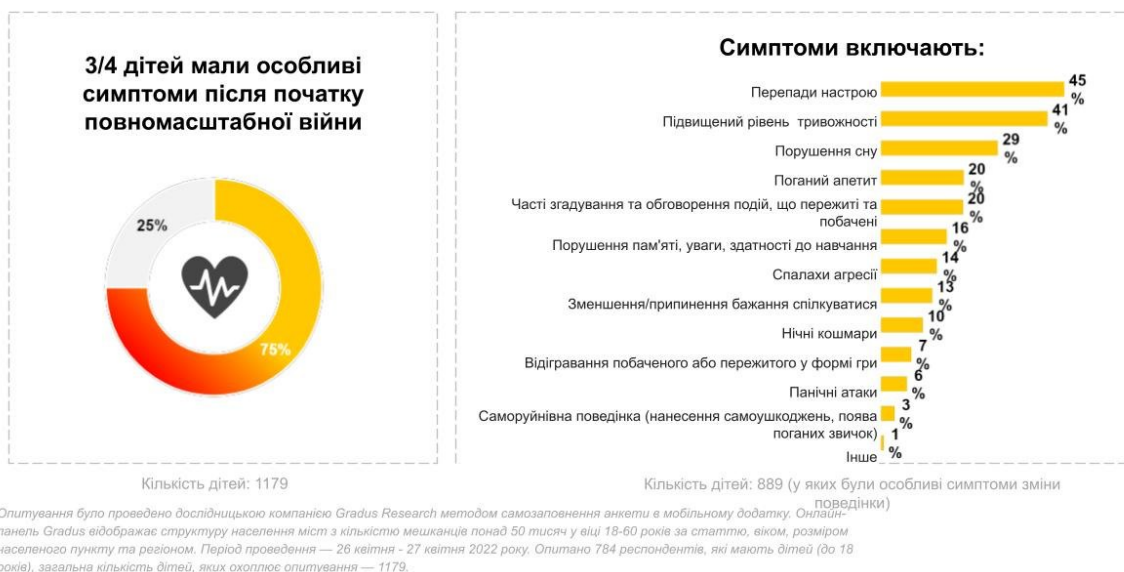 3/4 дітей мали особливі
симптоми після початку
повномасштабної війни
25%
75%
Кількість дітей: 1179
Симптоми включають:
Перепади настрою 45 %
Підвищений рівень тривожності 41 %
Порушення сну 29 %
Поганий апетит 20 %
Часті згадування та обговорення подій, що пережиті та
побачені 20 %
Порушення пам'яті, уваги, здатності до навчання 16 %
Спалахи агресії 14 %
Зменшення/припинення бажання спілкуватися 13 %
Нічні кошмари 10 %
Відігравання побаченого або пережитого у формі гри 7 %
Панічні атаки 6 %
Саморуйнівна поведінка (нанесення самоушкоджень, поява
поганих звичок) 3 %
Інше 1 %
Кількість дітей: 889 (у яких були особливі симптоми зміни
поведінки)
Опитування було проведено дослідницькою компанією Gradus Research методом самозаповнення анкети в мобільному додатку. Онлайн-
панель Gradus відображає структуру населення міст з кількістю мешканців понад 50 тисяч у віці 18-60 років за статтю, віком, розміром
населеного пункту та регіоном. Період проведення — 26 квітня - 27 квітня 2022 року. Опитано 784 респондентів, які мають дітей (до 18
років), загальна кількість дітей, яких охоплює опитування — 1179.